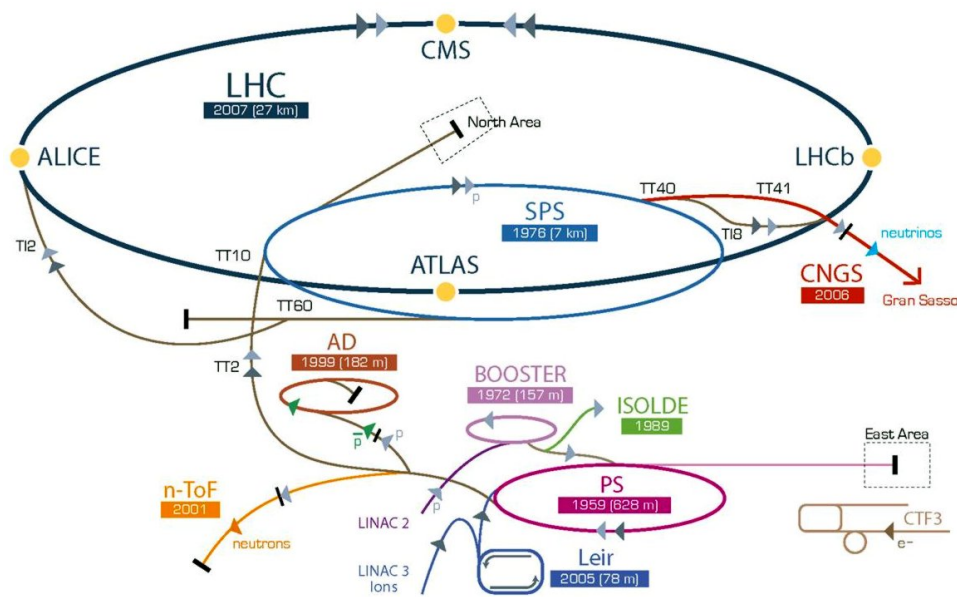 CMS
LHC
2007 (27 km)
North Area
ALICE
LHCb
TT40
TT41
p
SPS
1976 (7 km)
TI8
neutrinos
TI2
TT10
ATLAS
CNGS
2006
Gran Sasso
TT60
AD
1999 (182 m)
TT2
BOOSTER
1972 (157 m)
ISOLDE
1989
p
p
East Area
n-ToF
2001
PS
1959 (628 m)
p
LINAC 2
neutrons
CTF3
e-
LINAC 3
Ions
Leir
2005 (78 m)